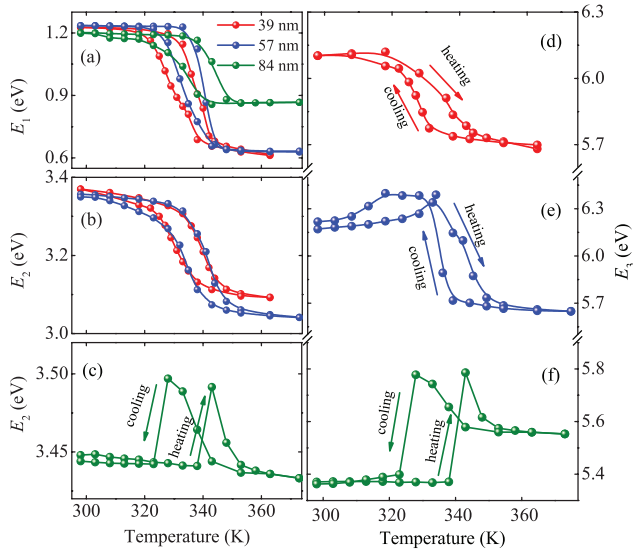 39 nm
57 nm
84 nm
(a)
1.2
0.9
0.6
E1 (eV)
(d)
heating
cooling
6.3
6.0
5.7
(b)
3.4
3.2
3.0
E2 (eV)
(e)
heating
cooling
6.3
6.0
5.7
E3 (eV)
(c)
cooling
heating
3.50
3.45
E2 (eV)
(f)
cooling
heating
5.8
5.6
5.4
300 320 340 360
Temperature (K)
300 320 340 360
Temperature (K)